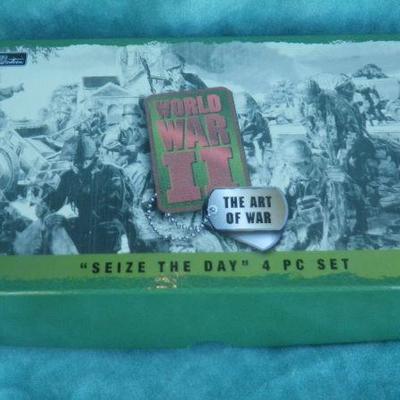 WORLD
WAR
II
THE ART
OF WAR
"SEIZE THE DAY" 4 PC SET